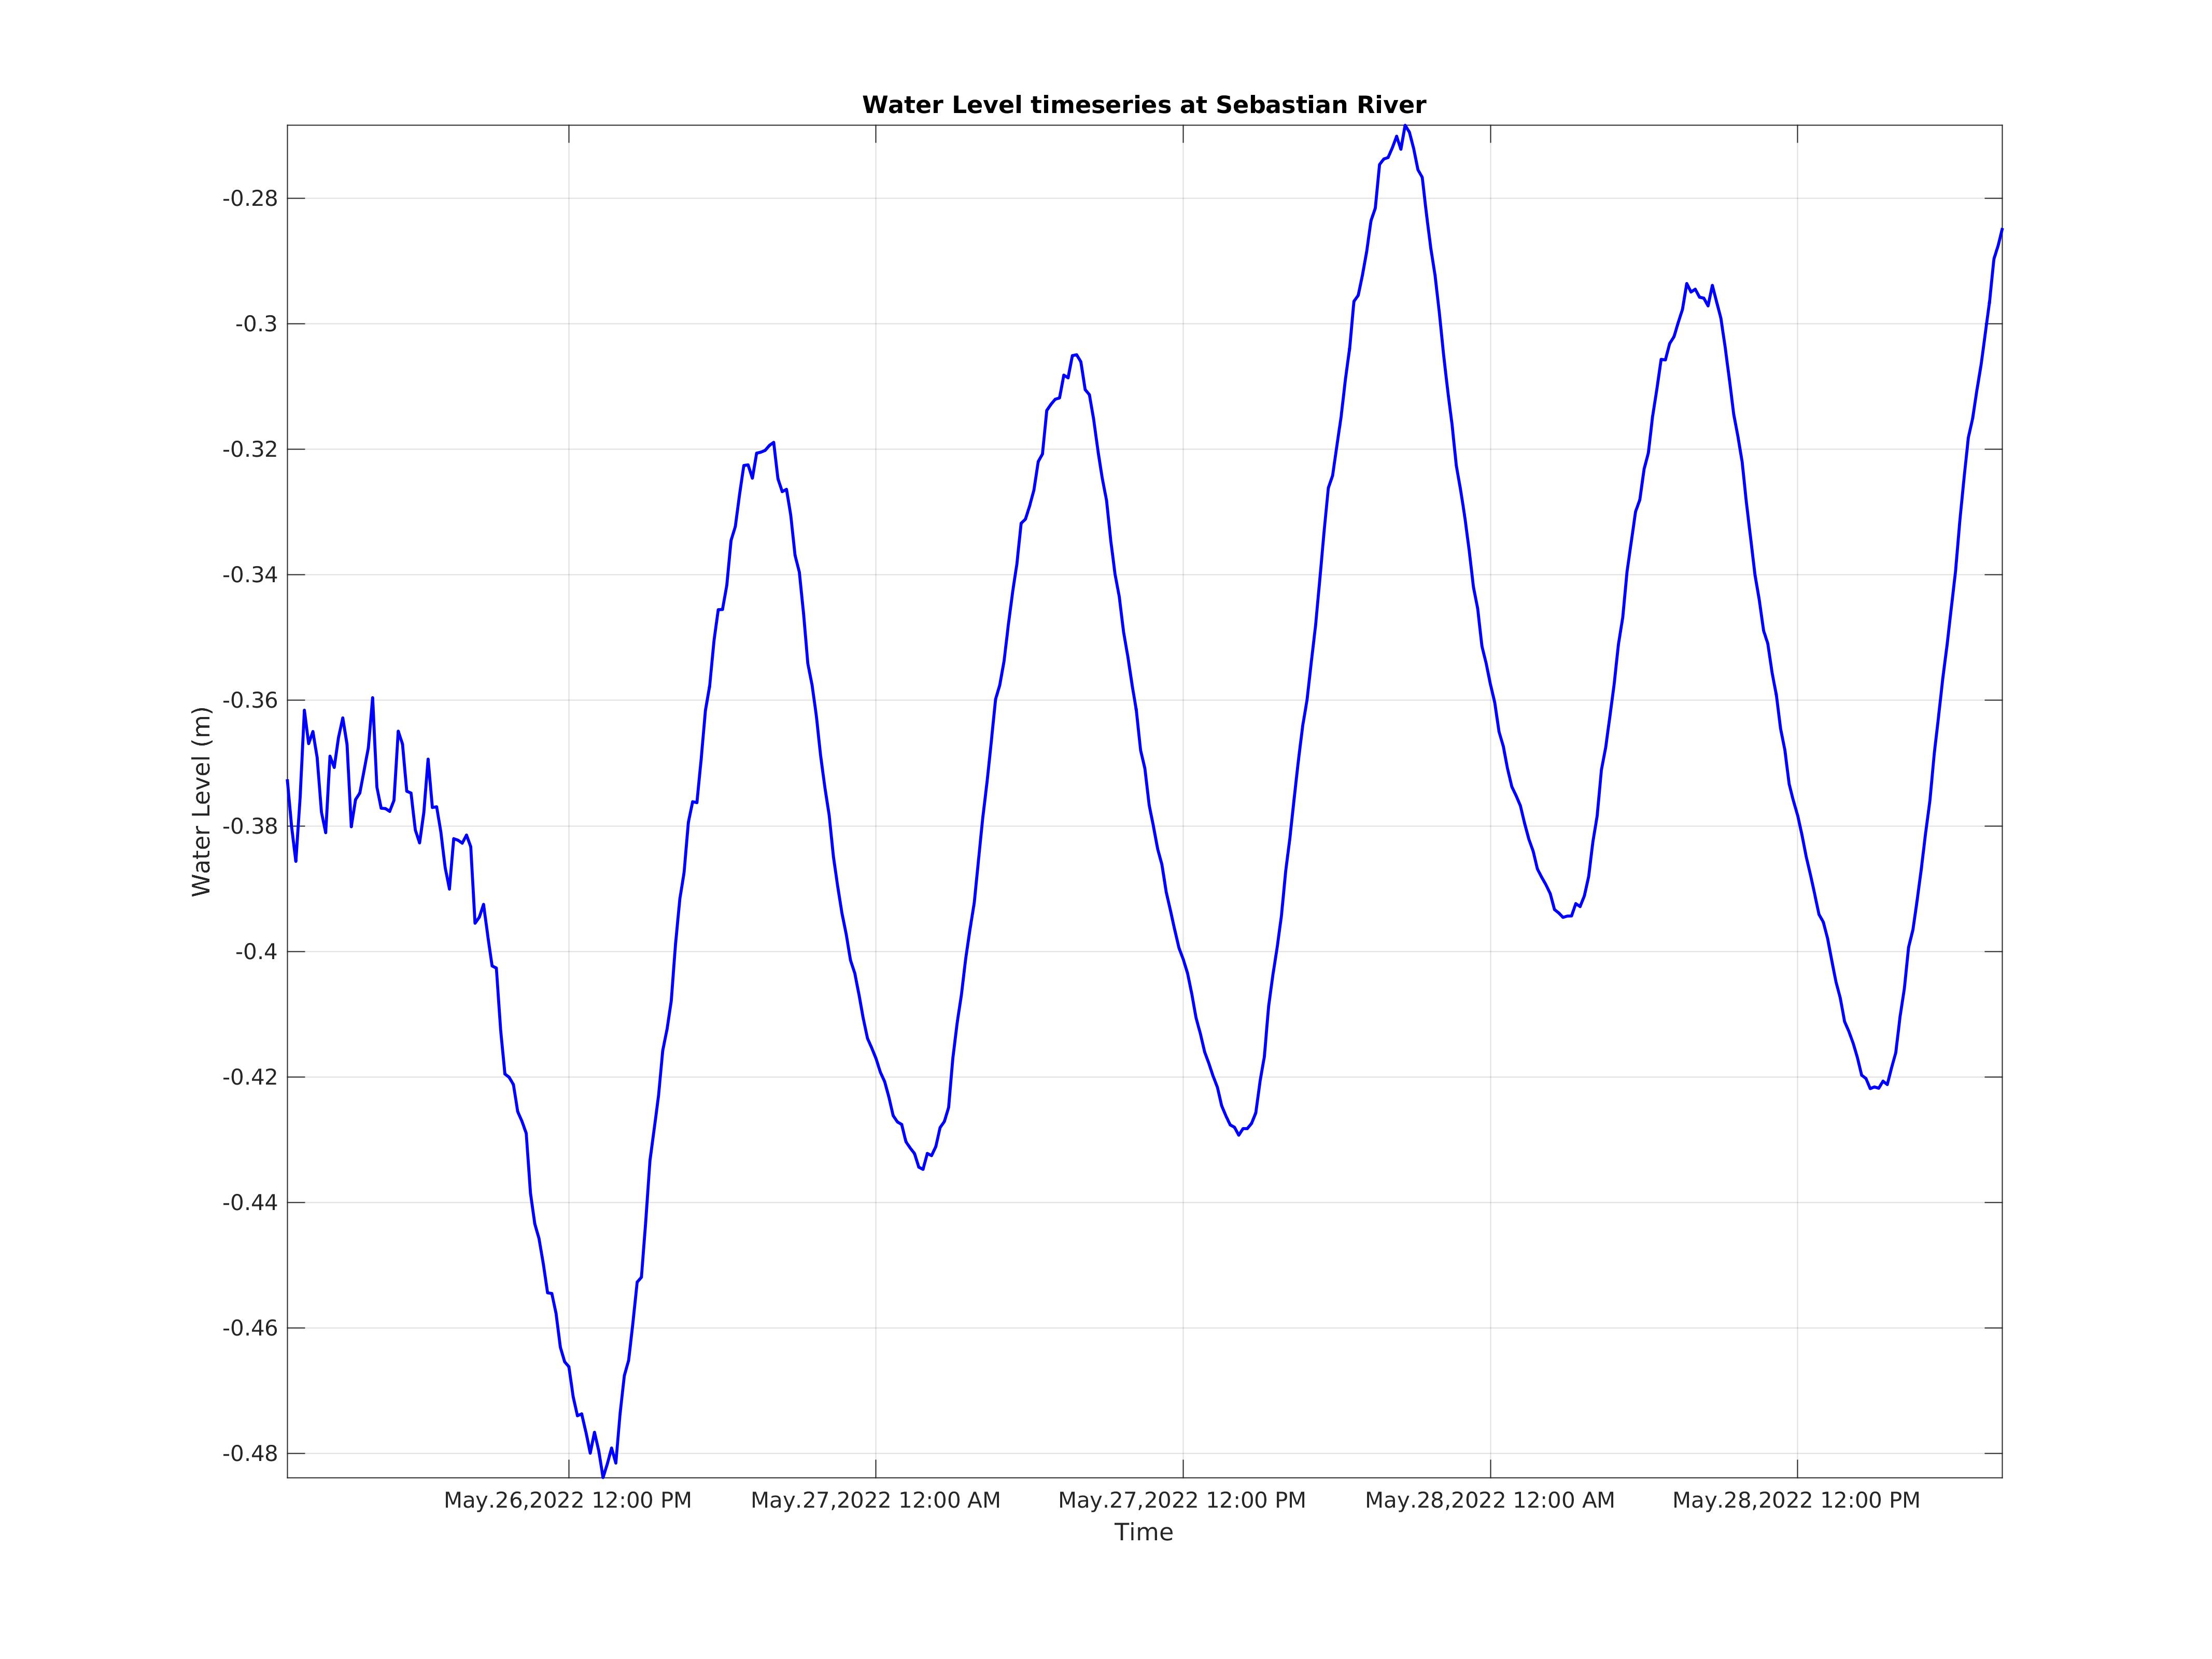 Water Level timeseries at Sebastian River
-0.28
-0.3
-0.32
-0.34
-0.36
-0.38
-0.4
-0.42
-0.44
-0.46
-0.48
Water Level (m)
May.26,2022 12:00 PM May.27,2022 12:00 AM May.27,2022 12:00 PM May.28,2022 12:00 AM May.28,2022 12:00 PM
Time